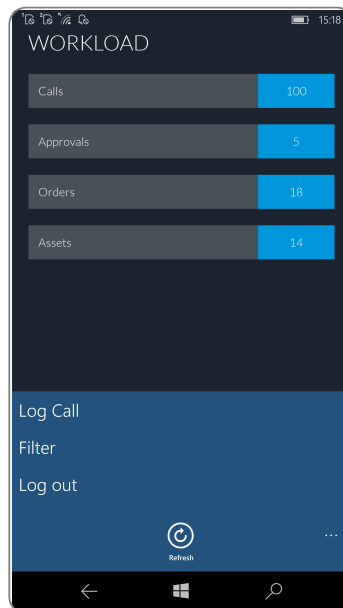 15:18
WORKLOAD
Calls 100
Approvals 5
Orders 18
Assets 14
Log Call
Filter
Log out
Refresh
...